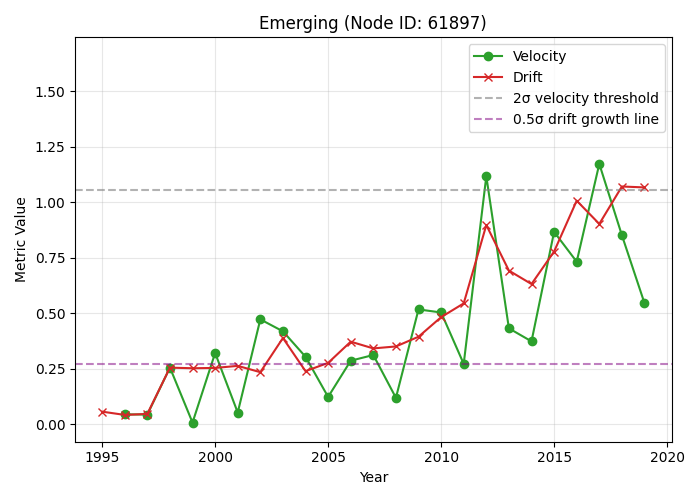 Emerging (Node ID: 61897)
Velocity
Drift
2σ velocity threshold
0.5σ drift growth line
1.50
1.25
1.00
0.75
0.50
0.25
0.00
Metric Value
1995
2000
2005
2010
2015
2020
Year